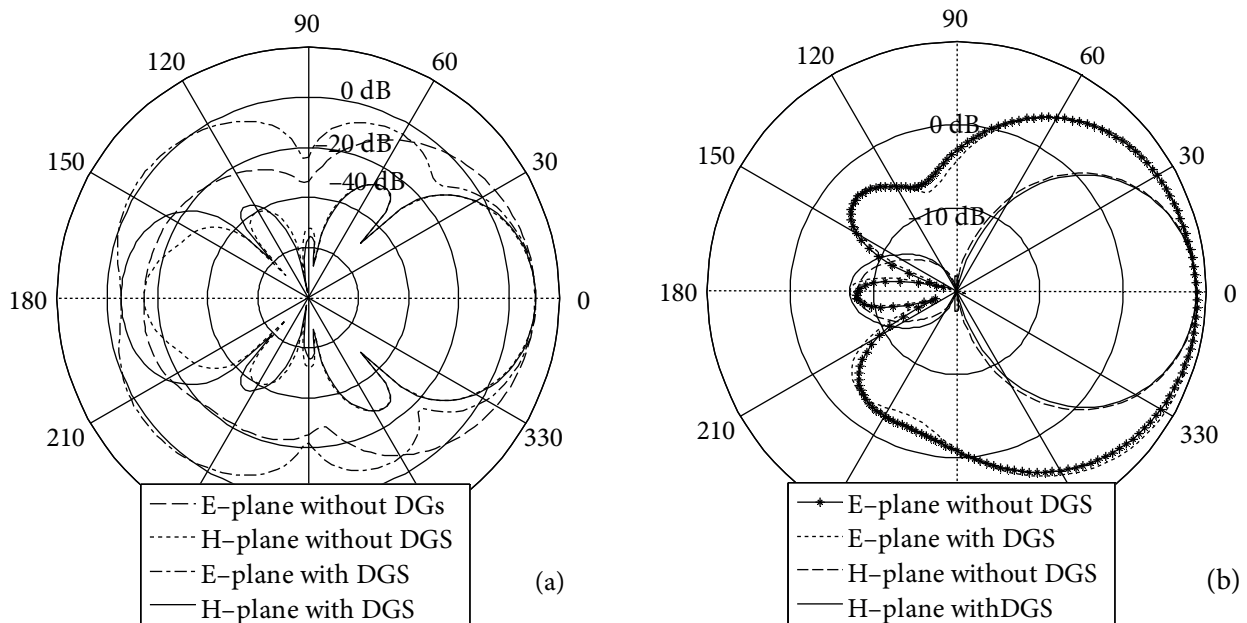 90
120
60
0 dB
150
–20 dB
30
–40 dB
180
0
210
330
E–plane without DGs
H–plane without DGS
E–plane with DGS
H–plane with DGS
(a)
90
120
60
0 dB
150
30
–10 dB
180
0
210
330
E–plane without DGS
E–plane with DGS
H–plane without DGS
H–plane withDGS
(b)